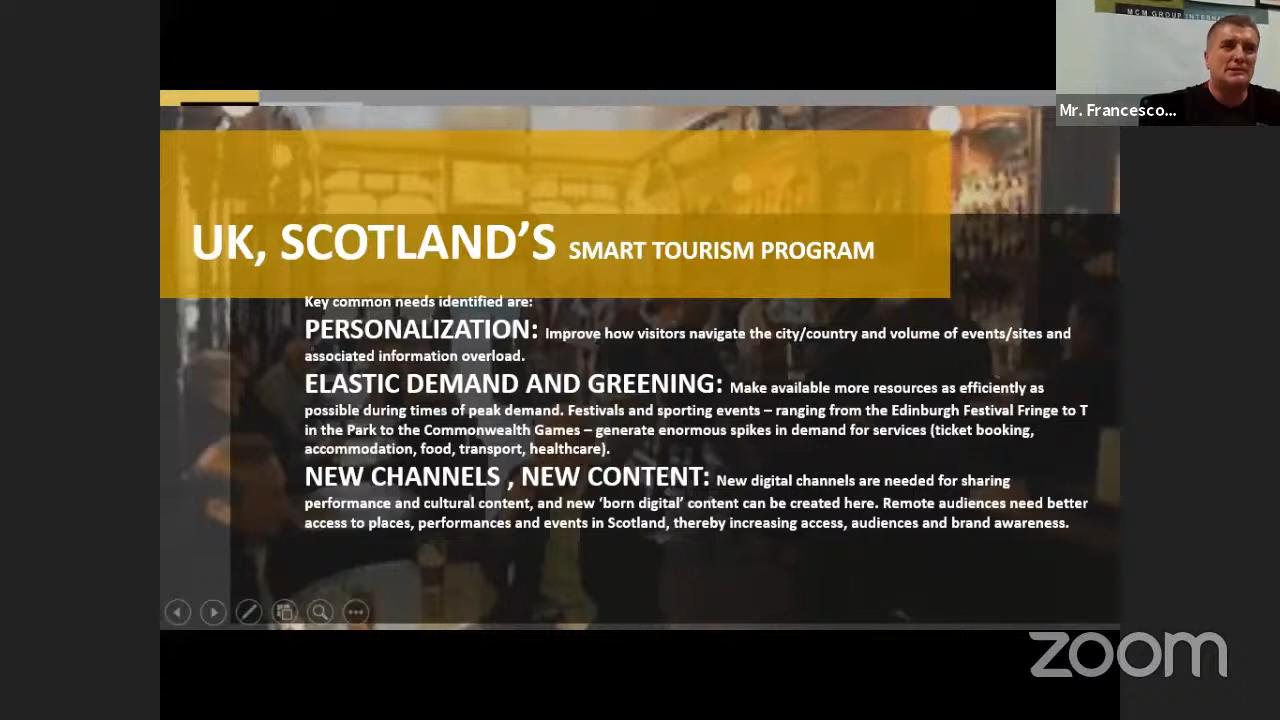 MCM GROUP INTERNA
Mr. Francesco...
UK, SCOTLAND'S SMART TOURISM PROGRAM
Key common needs identified are:
PERSONALIZATION: Improve how visitors navigate the city/country and volume of events/sites and
associated information overload.
ELASTIC DEMAND AND GREENING: Make available more resources as efficiently as
possible during times of peak demand. Festivals and sporting events – ranging from the Edinburgh Festival Fringe to T
in the Park to the Commonwealth Games – generate enormous spikes in demand for services (ticket booking,
accommodation, food, transport, healthcare).
NEW CHANNELS , NEW CONTENT: New digital channels are needed for sharing
performance and cultural content, and new ‘born digital’ content can be created here. Remote audiences need better
access to places, performances and events in Scotland, thereby increasing access, audiences and brand awareness.
zoom